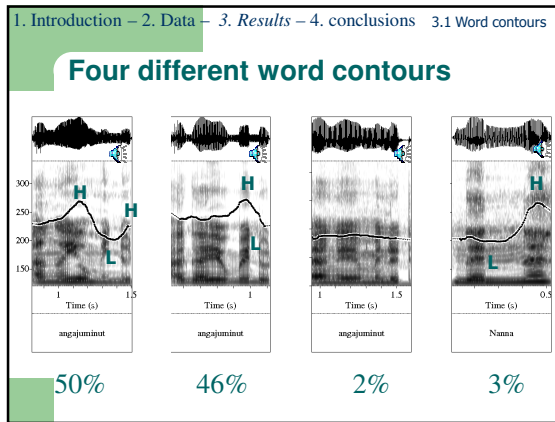 1. Introduction – 2. Data – 3. Results – 4. conclusions 3.1 Word contours
Four different word contours
300
250
200
150
H
L
H
H
L
L
H
1 1.5
1
1 1.5
0.5
Time (s) Time (s) Time (s) Time (s)
angajuminut angajuminut angajuminut Nanna
50% 46% 2% 3%